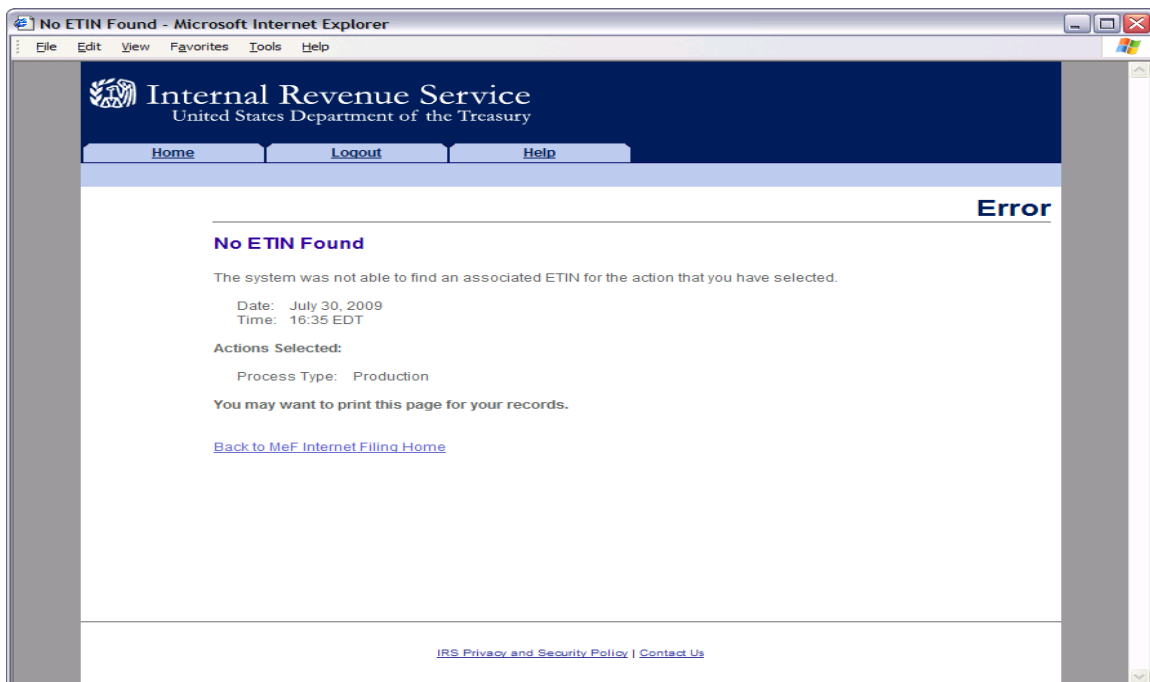 No ETIN Found - Microsoft Internet Explorer
File Edit View Favorites Tools Help
Internal Revenue Service
United States Department of the Treasury
Home Logout Help
Error
No ETIN Found
The system was not able to find an associated ETIN for the action that you have selected.
Date: July 30, 2009
Time: 16:35 EDT
Actions Selected:
Process Type: Production
You may want to print this page for your records.
Back to MeF Internet Filing Home
IRS Privacy and Security Policy | Contact Us